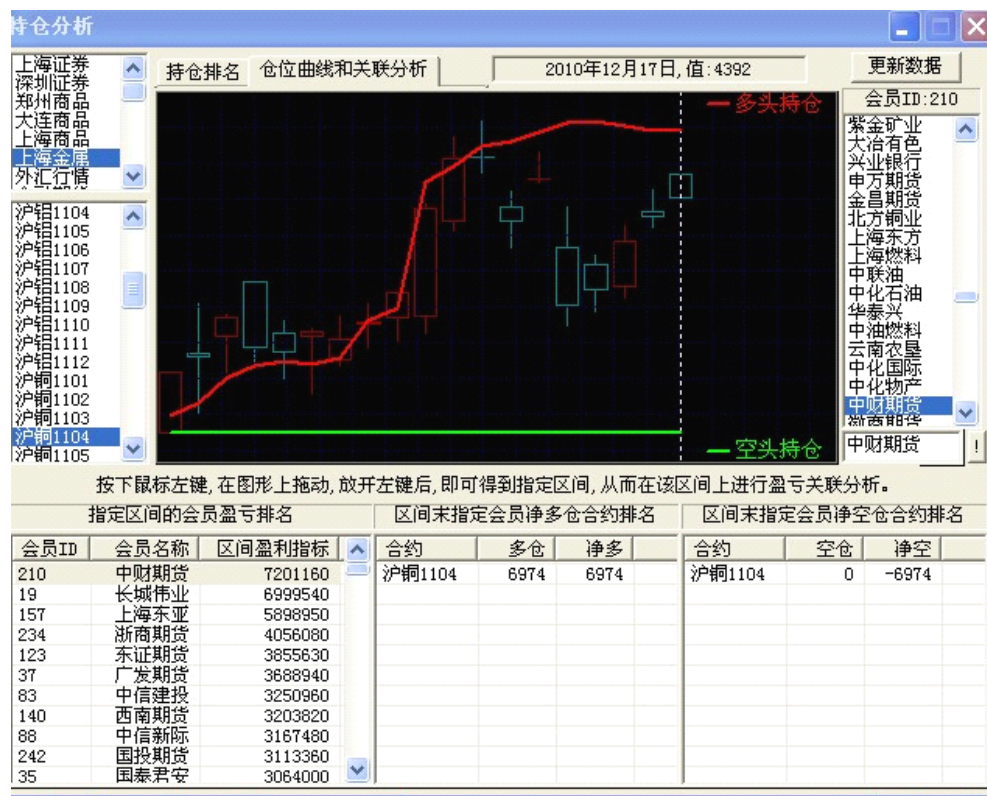 持仓分析
上海证券
深圳证券
郑州商品
大连商品
上海商品
上海金属
外汇行情
沪铝1104
沪铝1105
沪铝1106
沪铝1107
沪铝1108
沪铝1109
沪铝1110
沪铝1111
沪铝1112
沪铜1101
沪铜1102
沪铜1103
沪铜1104
沪铜1105
持仓排名 仓位曲线和关联分析 2010年12月17日,值:4392 更新数据
多头持仓
空头持仓
会员ID:210
紫金矿业
大冶有色
兴业银行
申万期货
金昌期货
北方铜业
上海东方
上海燃料
中联油
中化石油
华泰兴
中油燃料
云南农垦
中化国际
中化物产
中财期货
浙商期货
中财期货 !
按下鼠标左键,在图形上拖动,放开左键后,即可得到指定区间,从而在该区间上进行盈亏关联分析。
指定区间的会员盈亏排名 区间末指定会员净多仓合约排名 区间末指定会员净空仓合约排名
会员ID 会员名称 区间盈利指标 合约 多仓 净多 合约 空仓 净空
210 中财期货 7201160 沪铜1104 6974 6974 沪铜1104 0 -6974
19 长城伟业 6999540
157 上海东亚 5898950
234 浙商期货 4056080
123 东证期货 3855630
37 广发期货 3688940
83 中信建投 3250960
140 西南期货 3203820
88 中信新际 3167480
242 国投期货 3113360
35 国泰君安 3064000